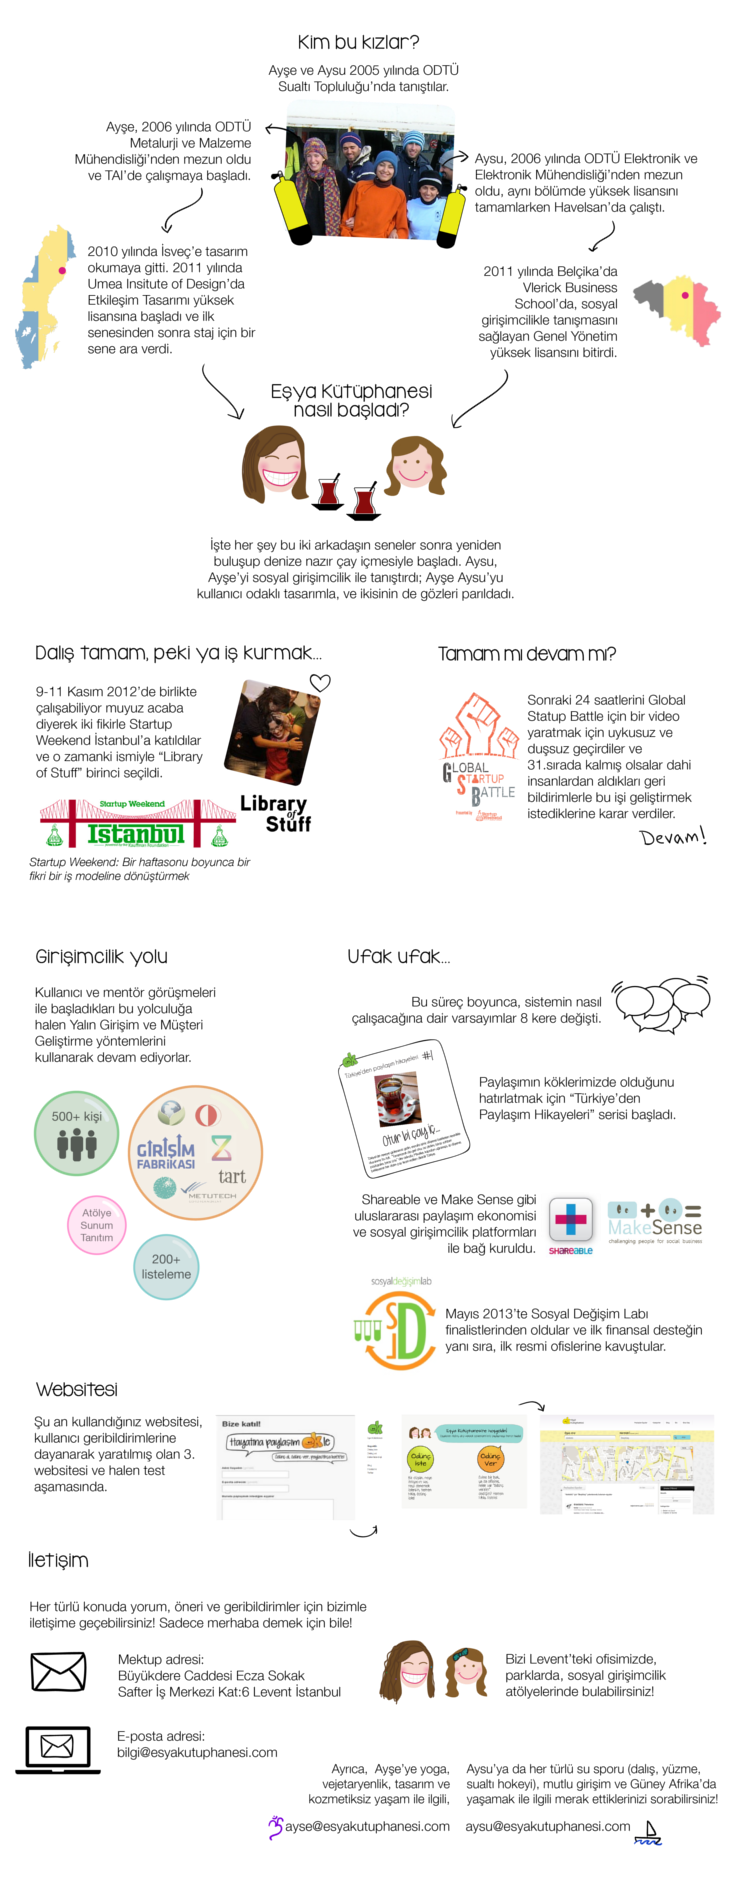 Kim bu kızlar?
Ayşe ve Aysu 2005 yılında ODTÜ
Sualtı Topluluğu'nda tanıştılar.
Ayşe, 2006 yılında ODTÜ
Metalurji ve Malzeme
Mühendisliği'nden mezun oldu
ve TAI'de çalışmaya başladı.
Aysu, 2006 yılında ODTÜ Elektronik ve
Elektronik Mühendisliği'nden mezun
oldu, aynı bölümde yüksek lisansını
tamamlarken Havelsan'da çalıştı.
2010 yılında İsveç'e tasarım
okumaya gitti. 2011 yılında
Umea Insitute of Design'da
Etkileşim Tasarımı yüksek
lisansına başladı ve ilk
senesinden sonra staj için bir
sene ara verdi.
2011 yılında Belçika'da
Vlerick Business
School'da, sosyal
girişimcilikle tanışmasını
sağlayan Genel Yönetim
yüksek lisansını bitirdi.
Eşya Kütüphanesi
nasıl başladı?
İşte her şey bu iki arkadaşın seneler sonra yeniden
buluşup denize nazır çay içmesiyle başladı. Aysu,
Ayşe'yi sosyal girişimcilik ile tanıştırdı; Ayşe Aysu'yu
kullanıcı odaklı tasarımla, ve ikisinin de gözleri parıldadı.
Dalış tamam, peki ya iş kurmak...
9-11 Kasım 2012'de birlikte
çalışabiliyor muyuz acaba
diyerek iki fikirle Startup
Weekend İstanbul'a katıldılar
ve o zamanki ismiyle "Library
of Stuff" birinci seçildi.
Startup Weekend
Istanbul
Library
of
Stuff
Startup Weekend: Bir haftasonu boyunca bir
fikri bir iş modeline dönüştürmek
Tamam mı devam mı?
GLOBAL
STARTUP
BATTLE
Sonraki 24 saatlerini Global
Statup Battle için bir video
yaratmak için uykusuz ve
duşsuz geçirdiler ve
31.sırada kalmış olsalar dahi
insanlardan aldıkları geri
bildirimlerle bu işi geliştirmek
istediklerine karar verdiler.
Devam!
Girişimcilik yolu
Kullanıcı ve mentör görüşmeleri
ile başladıkları bu yolculuğa
halen Yalın Girişim ve Müşteri
Geliştirme yöntemlerini
kullanarak devam ediyorlar.
500+ kişi
GİRİŞİM
FABRİKASI
tart
METUTECH
Atölye
Sunum
Tanıtım
200+
listeleme
Ufak ufak...
Bu süreç boyunca, sistemin nasıl
çalışacağına dair varsayımlar 8 kere değişti.
Türkiye'den paylaşım hikayeleri #1
Otur bi çay iç...
Paylaşımın köklerimizde olduğunu
hatırlatmak için "Türkiye'den
Paylaşım Hikayeleri" serisi başladı.
Shareable ve Make Sense gibi
uluslararası paylaşım ekonomisi
ve sosyal girişimcilik platformları
ile bağ kuruldu.
SHAREABLE
MakeSense
challenging people for social business
sosyaldeğişimlab
SDL
Mayıs 2013'te Sosyal Değişim Labı
finalistlerinden oldular ve ilk finansal desteğin
yanı sıra, ilk resmi ofislerine kavuştular.
Websitesi
Şu an kullandığınız websitesi,
kullanıcı geribildirimlerine
dayanarak yaratılmış olan 3.
websitesi ve halen test
aşamasında.
Bize katıl!
Hayatına paylaşım ekle
Ödünç
iste
Ödünç
Ver
İletişim
Her türlü konuda yorum, öneri ve geribildirimler için bizimle
iletişime geçebilirsiniz! Sadece merhaba demek için bile!
Mektup adresi:
Büyükdere Caddesi Ecza Sokak
Safter İş Merkezi Kat:6 Levent İstanbul
Bizi Levent'teki ofisimizde,
parklarda, sosyal girişimcilik
atölyelerinde bulabilirsiniz!
E-posta adresi:
bilgi@esyakutuphanesi.com
Ayrıca, Ayşe'ye yoga,
vejetaryenlik, tasarım ve
kozmetiksiz yaşam ile ilgili,
ayse@esyakutuphanesi.com
Aysu'ya da her türlü su sporu (dalış, yüzme,
sualtı hokeyi), mutlu girişim ve Güney Afrika'da
yaşamak ile ilgili merak ettiklerinizi sorabilirsiniz!
aysu@esyakutuphanesi.com